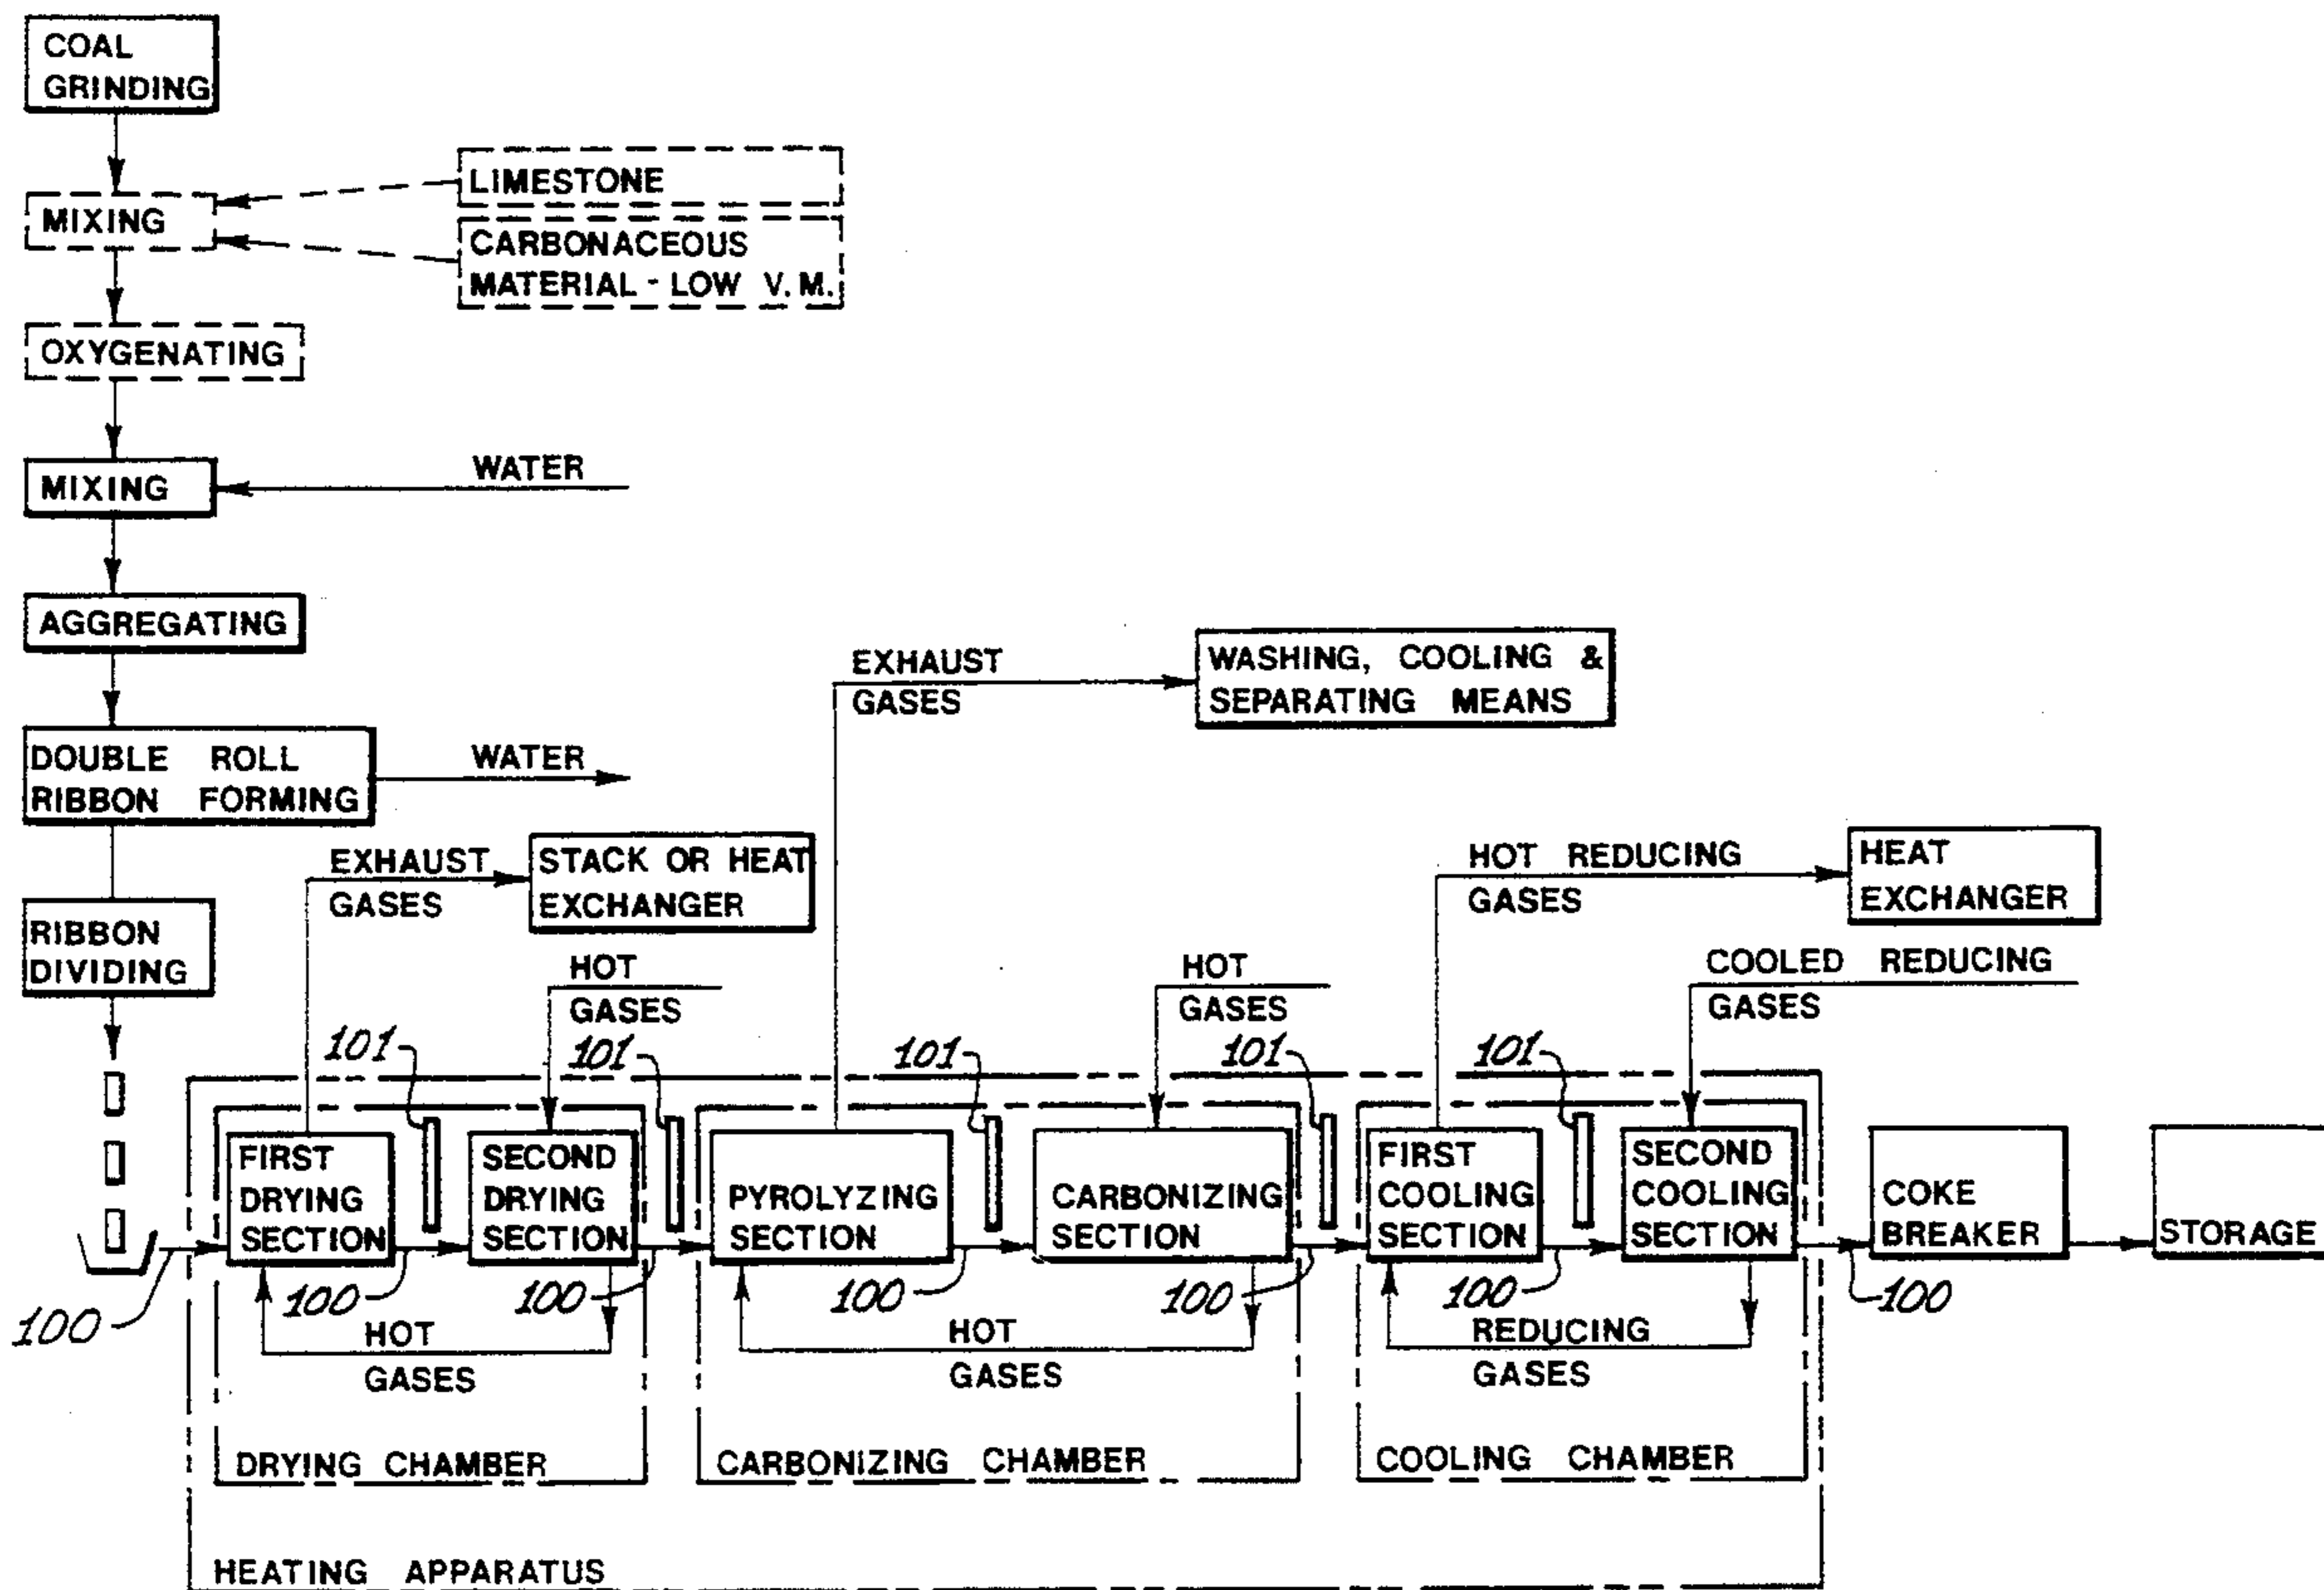 COAL
GRINDING
LIMESTONE
MIXING
CARBONACEOUS
MATERIAL - LOW V. M.
OXYGENATING
WATER
MIXING
AGGREGATING
EXHAUST
GASES
WASHING, COOLING &
SEPARATING MEANS
DOUBLE ROLL
RIBBON FORMING
WATER
EXHAUST
GASES
STACK OR HEAT
EXCHANGER
HOT REDUCING
GASES
HEAT
EXCHANGER
RIBBON
DIVIDING
HOT
GASES
HOT
GASES
COOLED REDUCING
GASES
101
101
101
101
101
FIRST
DRYING
SECTION
SECOND
DRYING
SECTION
PYROLYZING
SECTION
CARBONIZING
SECTION
FIRST
COOLING
SECTION
SECOND
COOLING
SECTION
COKE
BREAKER
STORAGE
100
100
100
100
100
100
100
HOT
GASES
HOT
GASES
REDUCING
GASES
DRYING CHAMBER
CARBONIZING CHAMBER
COOLING CHAMBER
HEATING APPARATUS